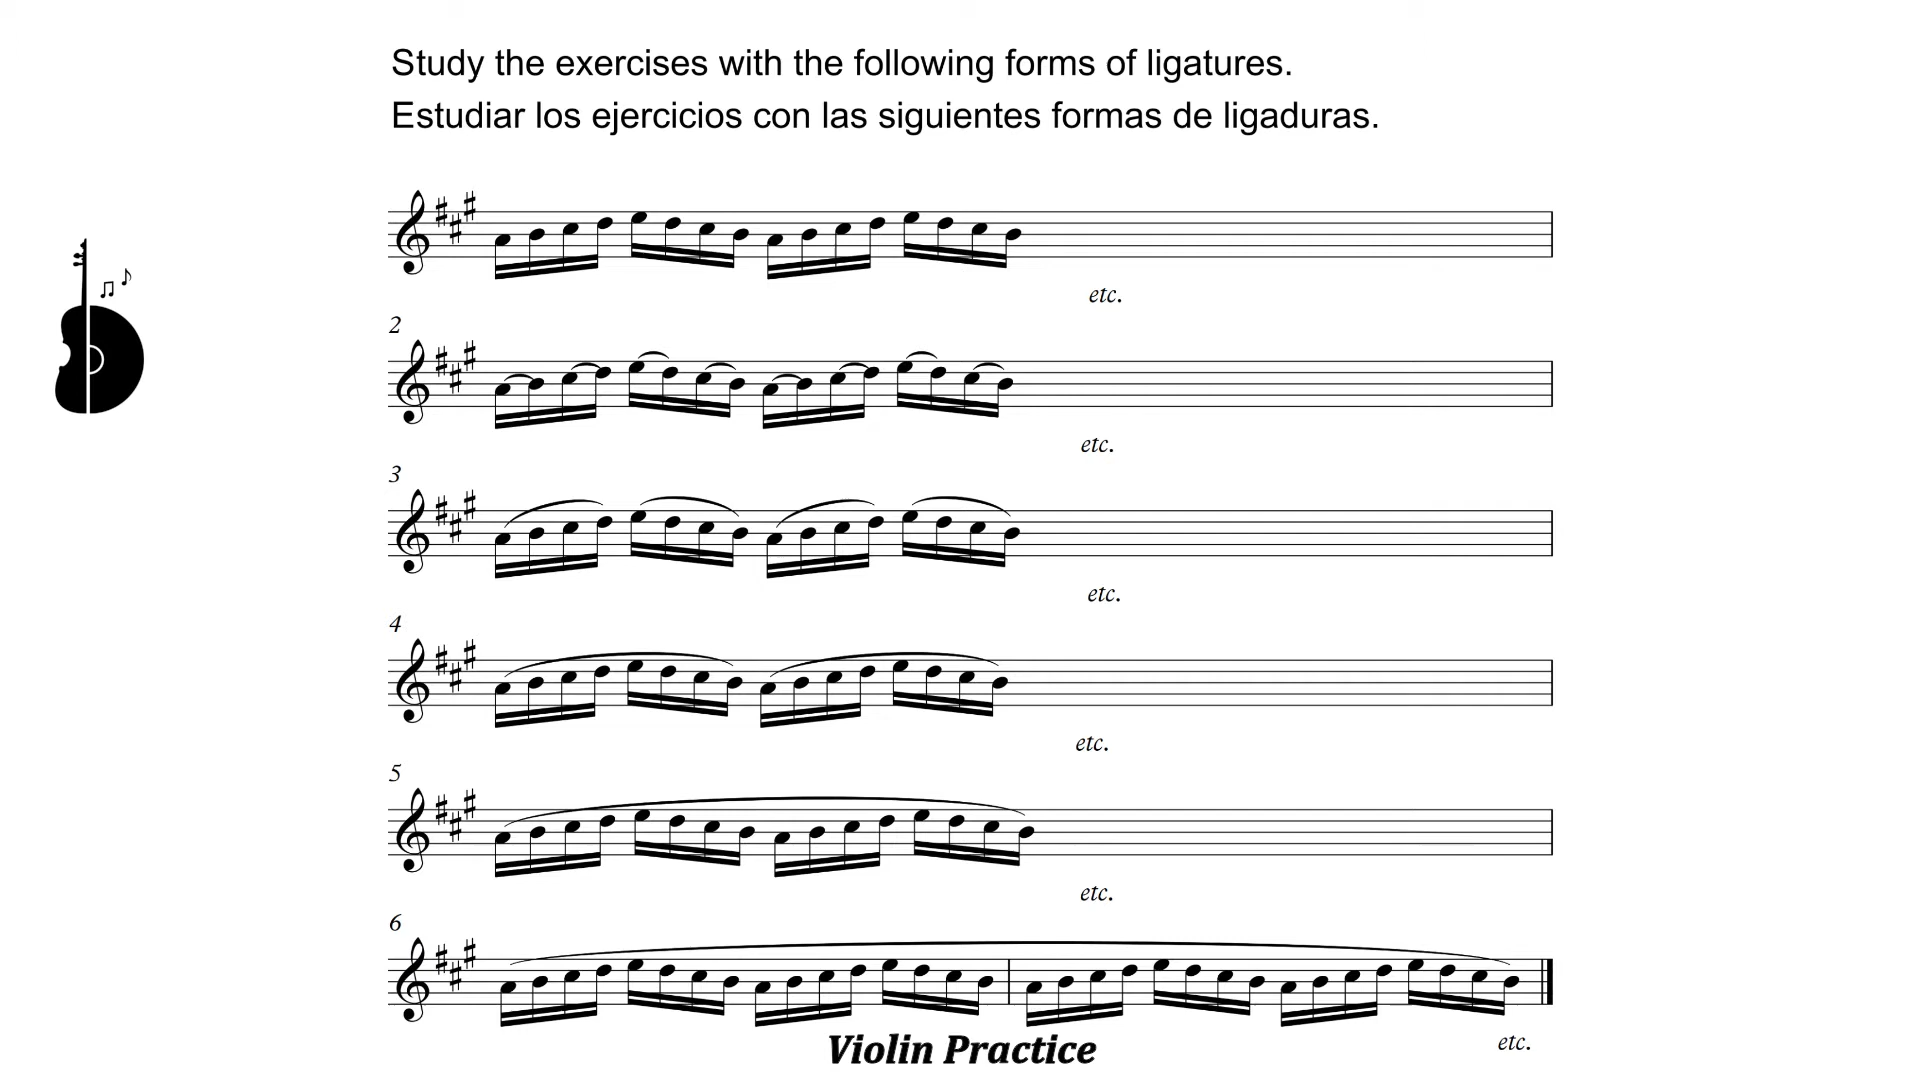 Study the exercises with the following forms of ligatures.
Estudiar los ejercicios con las siguientes formas de ligaduras.
etc.
2
etc.
3
etc.
4
etc.
5
etc.
6
etc.
Violin Practice